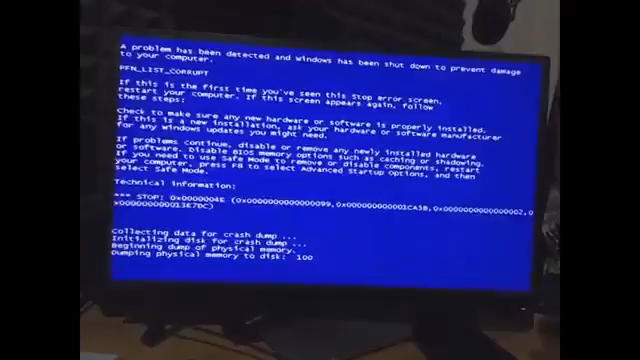 A problem has been detected and Windows has been shut down to prevent damage
to your computer.
PFN_LIST_CORRUPT
If this is the first time you've seen this Stop error screen,
restart your computer. If this screen appears again, follow
these steps:
Check to make sure any new hardware or software is properly installed.
If this is a new installation, ask your hardware or software manufacturer
for any Windows updates you might need.
If problems continue, disable or remove any newly installed hardware
or software. Disable BIOS memory options such as caching or shadowing.
If you need to use Safe Mode to remove or disable components, restart
your computer, press F8 to select Advanced Startup Options, and then
select Safe Mode.
Technical information:
*** STOP: 0x0000004E (0x0000000000000099,0x000000000001CA5B,0x0000000000000002,0
x000000000013E7DC)
Collecting data for crash dump ...
Initializing disk for crash dump ...
Beginning dump of physical memory.
Dumping physical memory to disk: 100